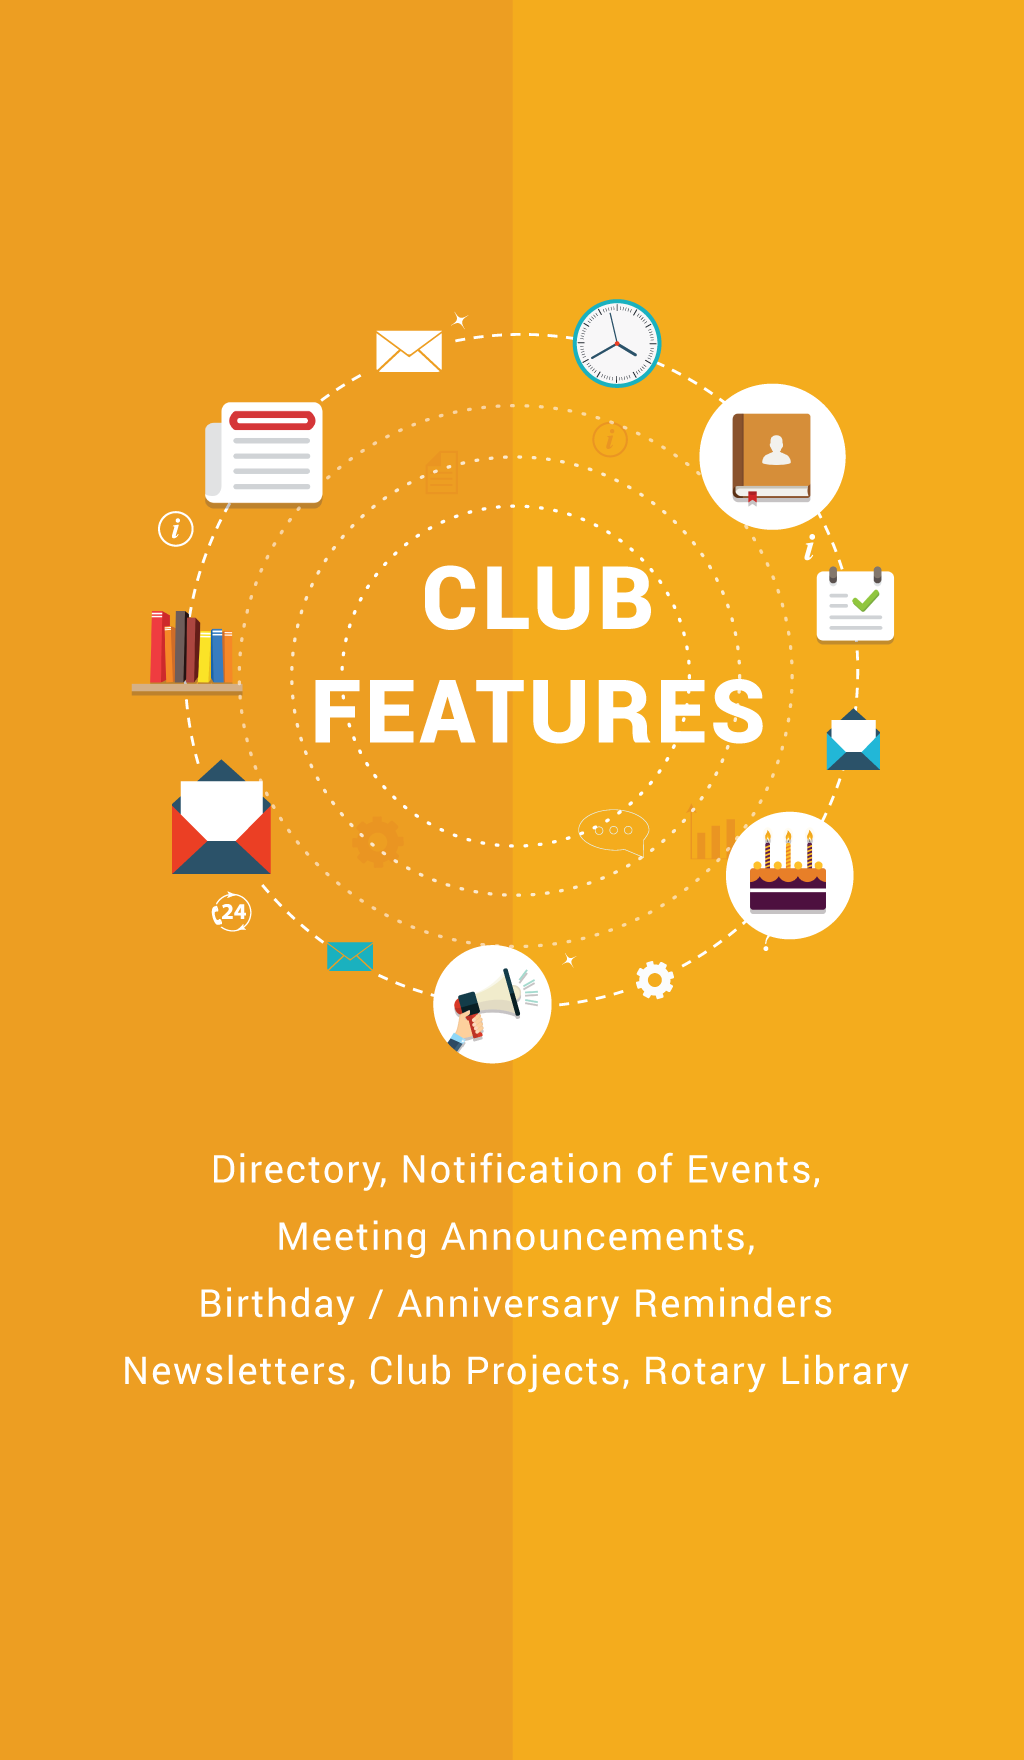 CLUB
FEATURES
i
i
i
24
Directory, Notification of Events,
Meeting Announcements,
Birthday / Anniversary Reminders
Newsletters, Club Projects, Rotary Library